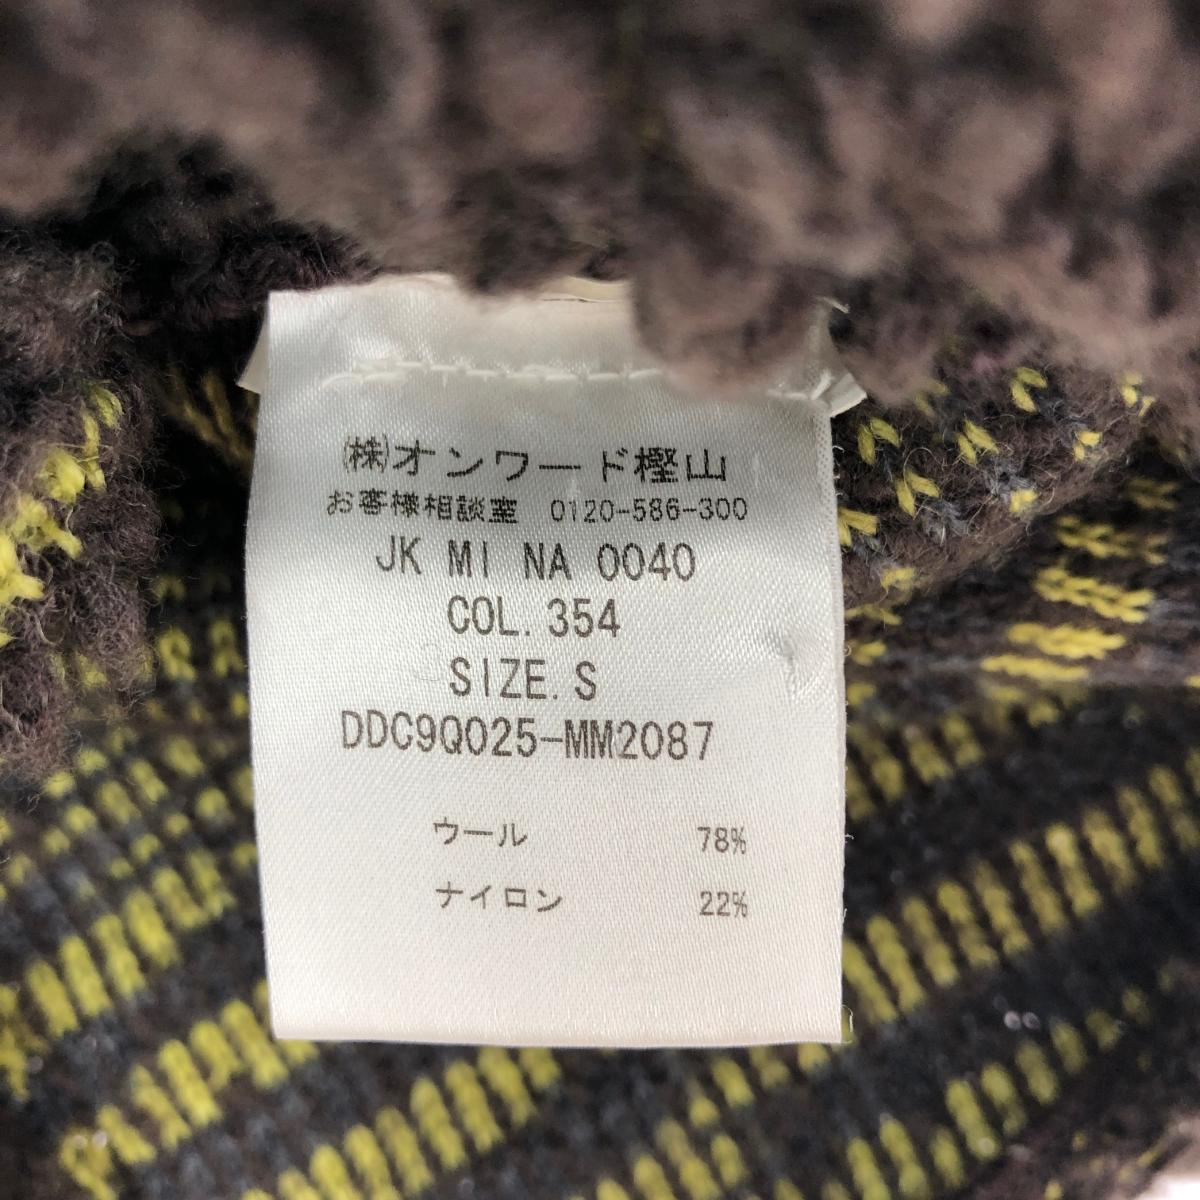 (株)オンワード樫山
お客様相談室 0120-586-300
JK MI NA 0040
COL. 354
SIZE. S
DDC9Q025-MM2087
ウール 78%
ナイロン 22%